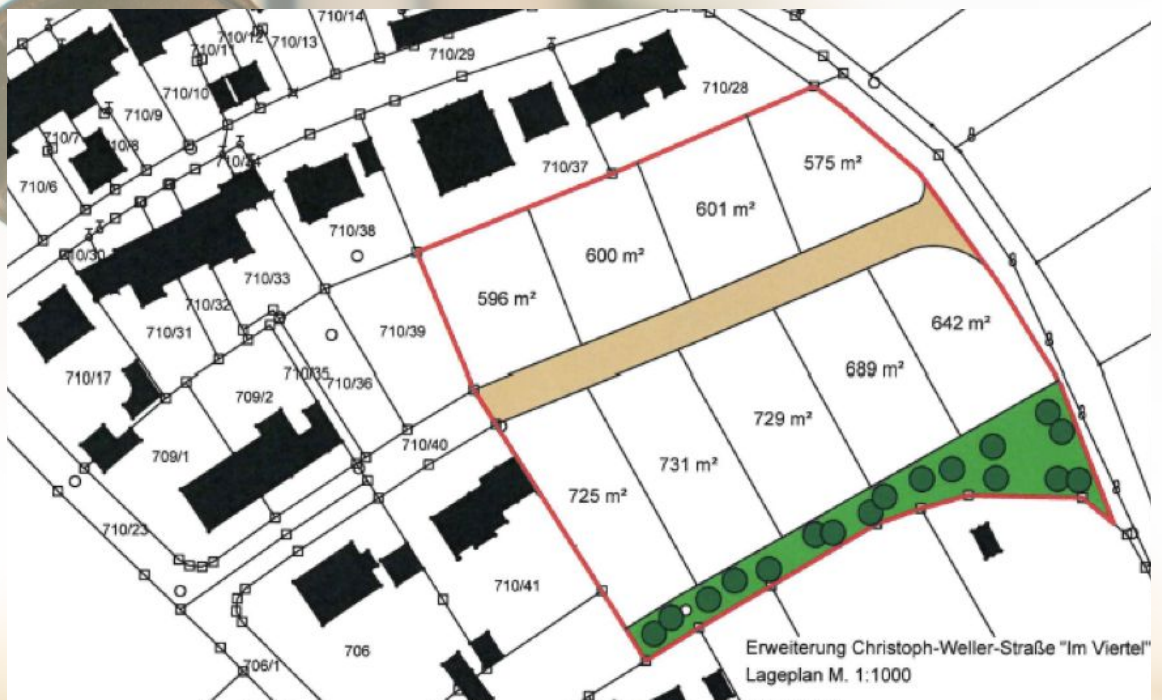 710/14
710/12
710/11
710/13
710/29
710/10
710/28
710/9
710/7
710/8
575 m²
710/37
710/6
601 m²
710/38
600 m²
710/33
596 m²
710/32
710/39
642 m²
710/31
689 m²
710/17
710/35
710/36
709/2
729 m²
710/40
709/1
731 m²
725 m²
710/23
710/41
706
706/1
Erweiterung Christoph-Weller-Straße "Im Viertel"
Lageplan M. 1:1000